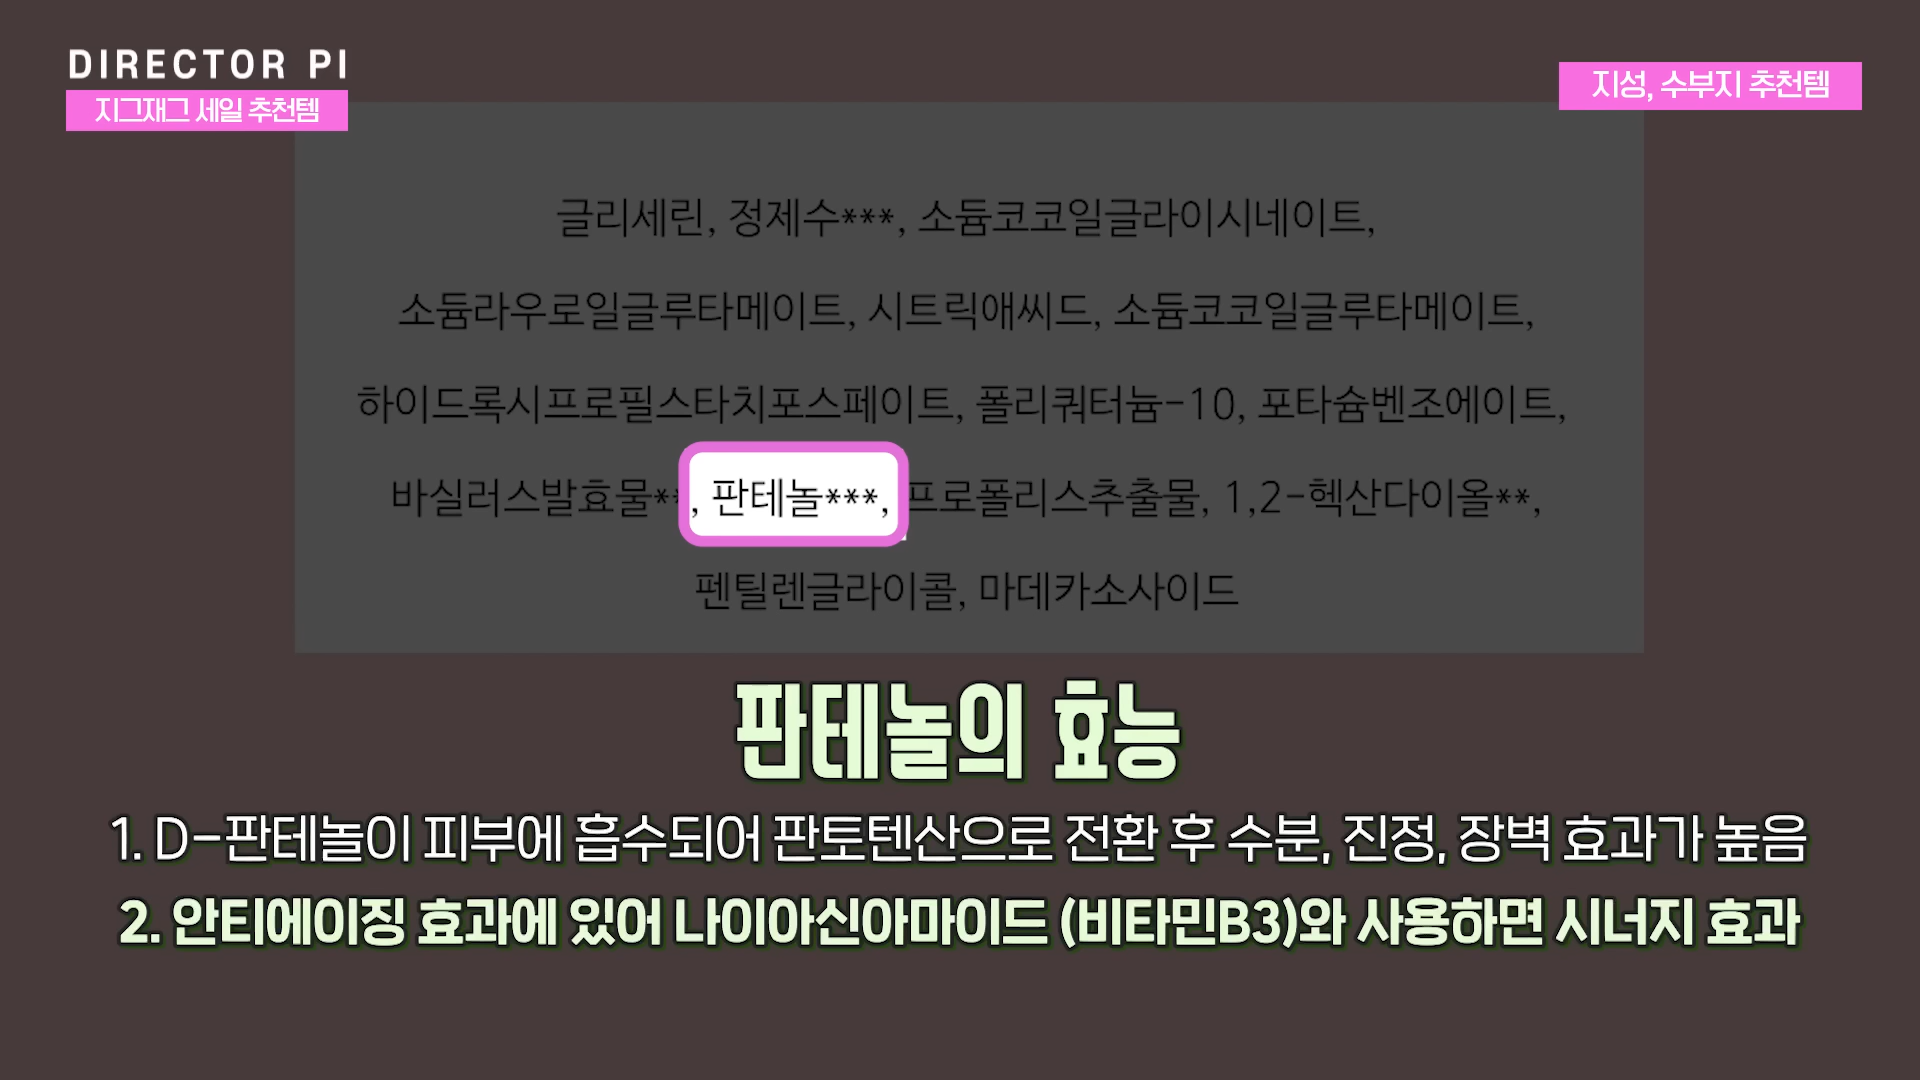 DIRECTOR PI
지그재그 세일 추천템
지성, 수부지 추천템
글리세린, 정제수***, 소듐코코일글라이시네이트,
소듐라우로일글루타메이트, 시트릭애씨드, 소듐코코일글루타메이트,
하이드록시프로필스타치포스페이트, 폴리쿼터늄-10, 포타슘벤조에이트,
바실러스발효물**, 판테놀***, 프로폴리스추출물, 1,2-헥산다이올**,
펜틸렌글라이콜, 마데카소사이드
판테놀의 효능
1. D-판테놀이 피부에 흡수되어 판토텐산으로 전환 후 수분, 진정, 장벽 효과가 높음
2. 안티에이징 효과에 있어 나이아신아마이드 (비타민B3)와 사용하면 시너지 효과